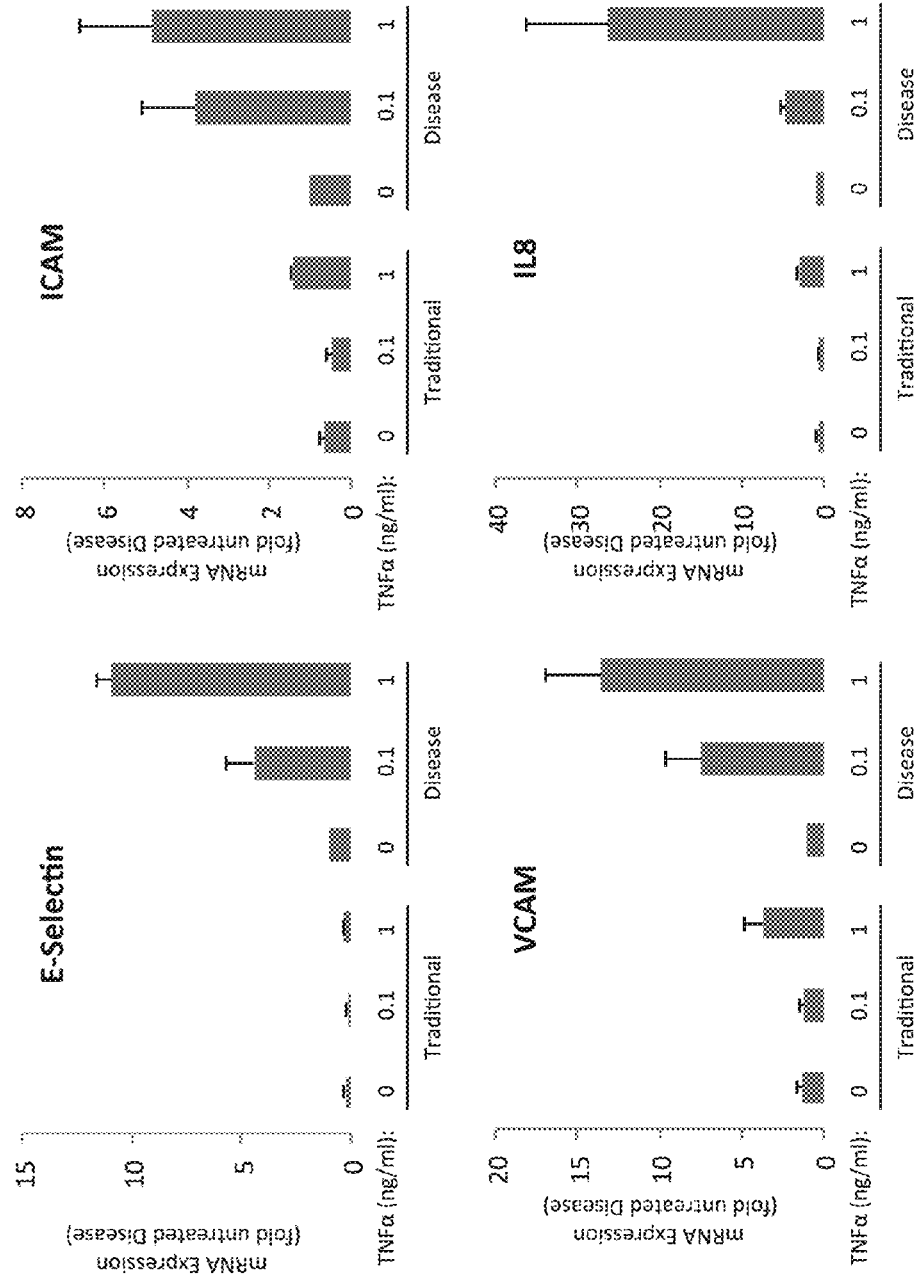 E-Selectin
mRNA Expression
(fold untreated Disease)
15
10
5
0
TNFα (ng/ml):
0
0.1
1
0
0.1
1
Traditional
Disease
ICAM
mRNA Expression
(fold untreated Disease)
8
6
4
2
0
TNFα (ng/ml):
0
0.1
1
0
0.1
1
Traditional
Disease
VCAM
mRNA Expression
(fold untreated Disease)
20
15
10
5
0
TNFα (ng/ml):
0
0.1
1
0
0.1
1
Traditional
Disease
IL8
mRNA Expression
(fold untreated Disease)
40
30
20
10
0
TNFα (ng/ml):
0
0.1
1
0
0.1
1
Traditional
Disease